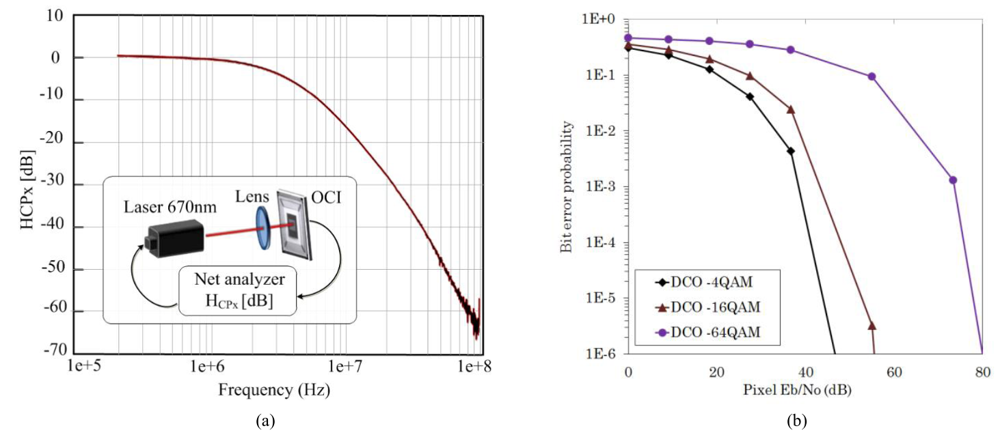 10
0
-10
-20
-30
-40
-50
-60
-70
HCPx [dB]
1e+5
1e+6
1e+7
1e+8
Frequency (Hz)
Laser 670nm
Lens
OCI
Net analyzer
HCPx [dB]
(a)
1E+0
1E-1
1E-2
1E-3
1E-4
1E-5
1E-6
Bit error probability
DCO -4QAM
DCO -16QAM
DCO -64QAM
0
20
40
60
80
Pixel Eb/No (dB)
(b)